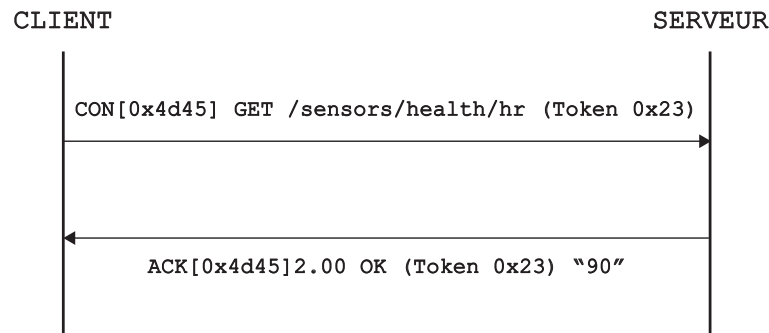 CLIENT
SERVEUR
CON[0x4d45] GET /sensors/health/hr (Token 0x23)
ACK[0x4d45]2.00 OK (Token 0x23) “90”